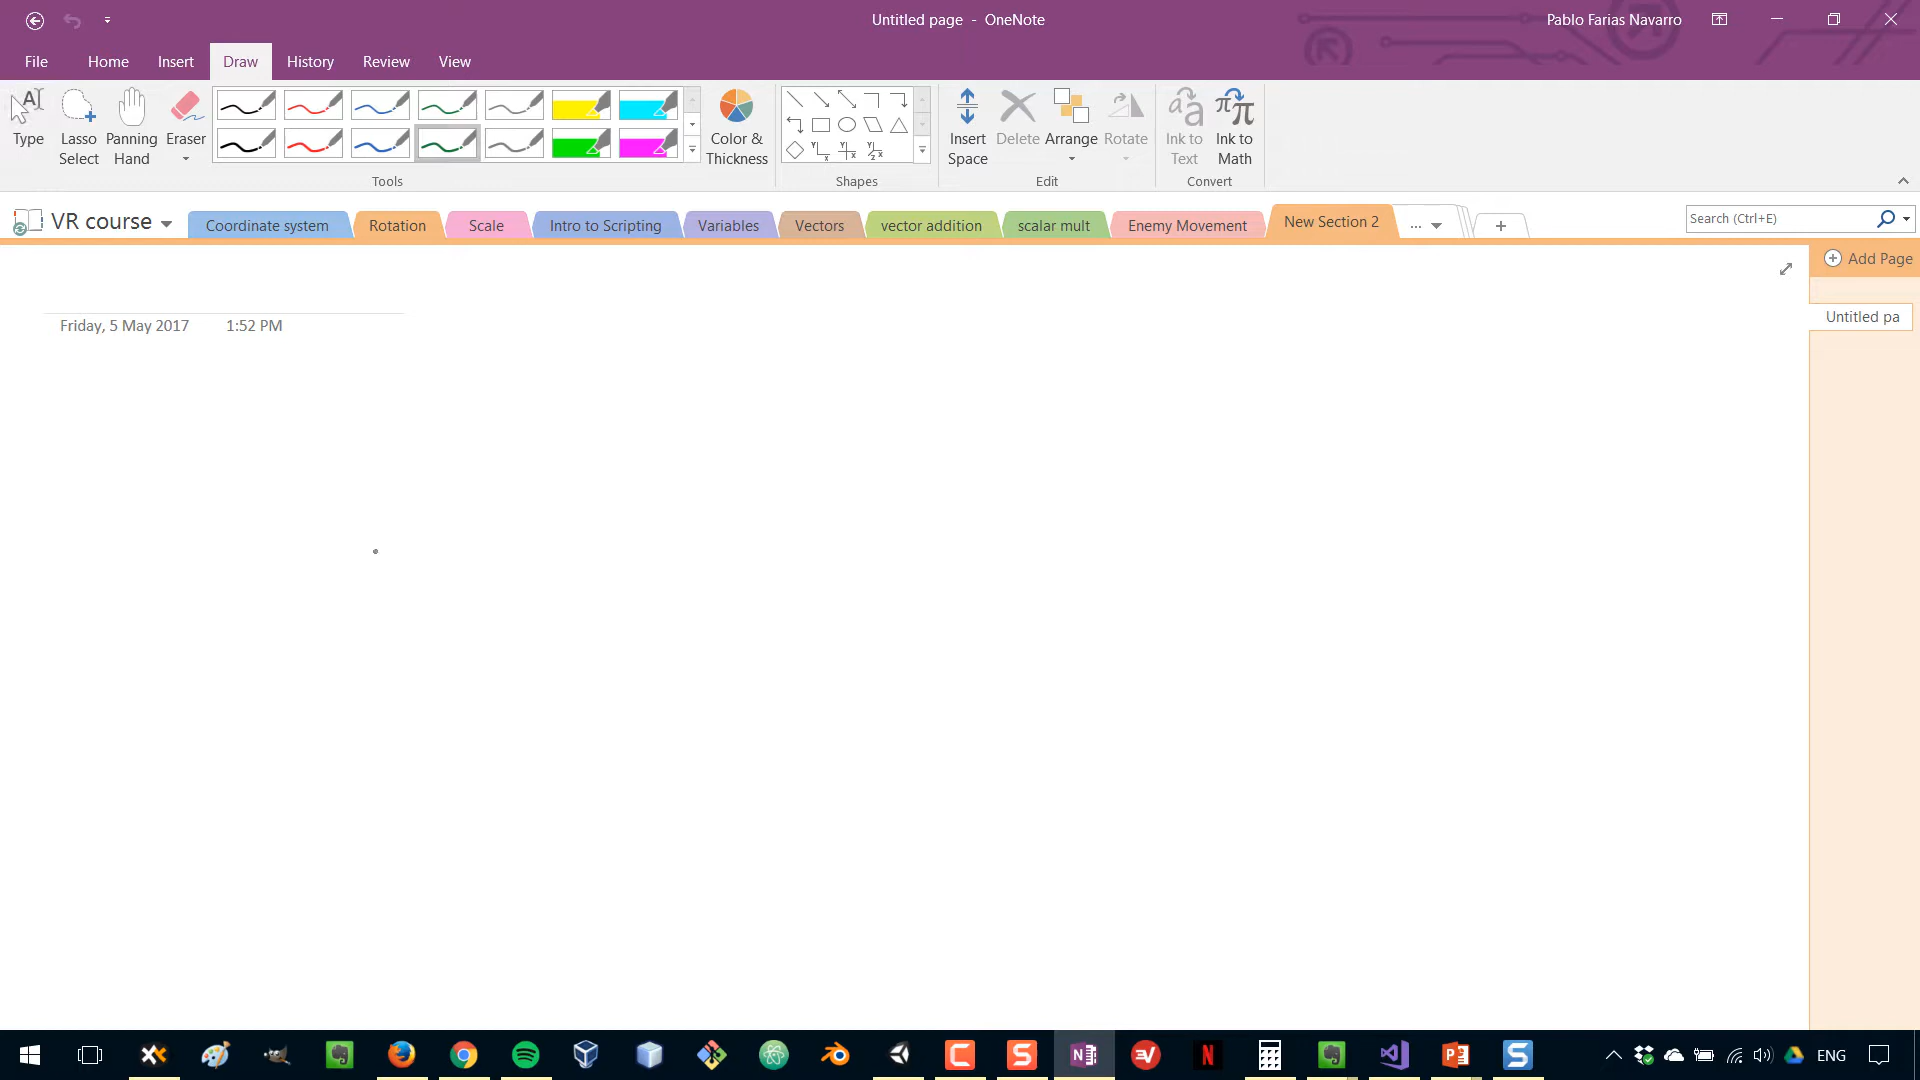 Untitled page - OneNote
Pablo Farias Navarro
File Home Insert Draw History Review View
Type
Lasso Select
Panning Hand
Eraser
Color & Thickness
Insert Space
Delete
Arrange
Rotate
Ink to Text
Ink to Math
Tools
Shapes
Edit
Convert
VR course
Coordinate system
Rotation
Scale
Intro to Scripting
Variables
Vectors
vector addition
scalar mult
Enemy Movement
New Section 2
...
Search (Ctrl+E)
Add Page
Untitled pa
Friday, 5 May 2017 1:52 PM
ENG